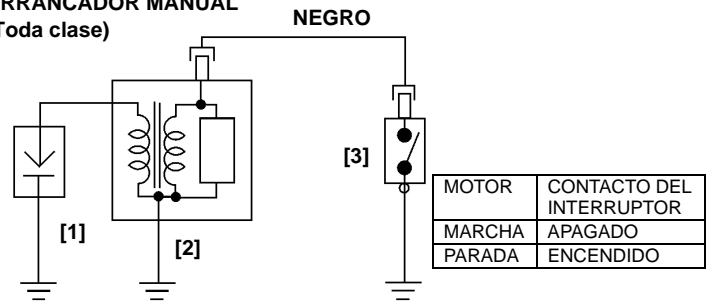 ARRANCADOR MANUAL
(Toda clase)
NEGRO
[1]
[2]
[3]
MOTOR CONTACTO DEL INTERRUPTOR
MARCHA APAGADO
PARADA ENCENDIDO